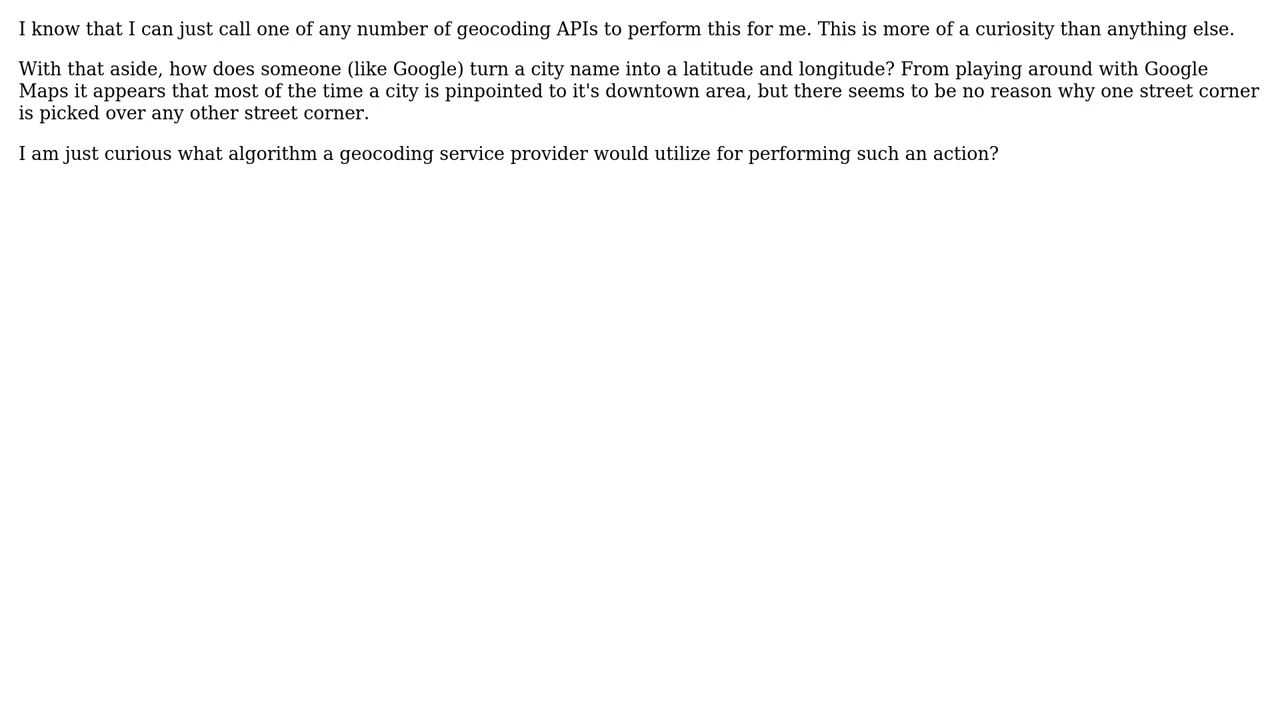 I know that I can just call one of any number of geocoding APIs to perform this for me. This is more of a curiosity than anything else.
With that aside, how does someone (like Google) turn a city name into a latitude and longitude? From playing around with Google
Maps it appears that most of the time a city is pinpointed to it's downtown area, but there seems to be no reason why one street corner
is picked over any other street corner.
I am just curious what algorithm a geocoding service provider would utilize for performing such an action?